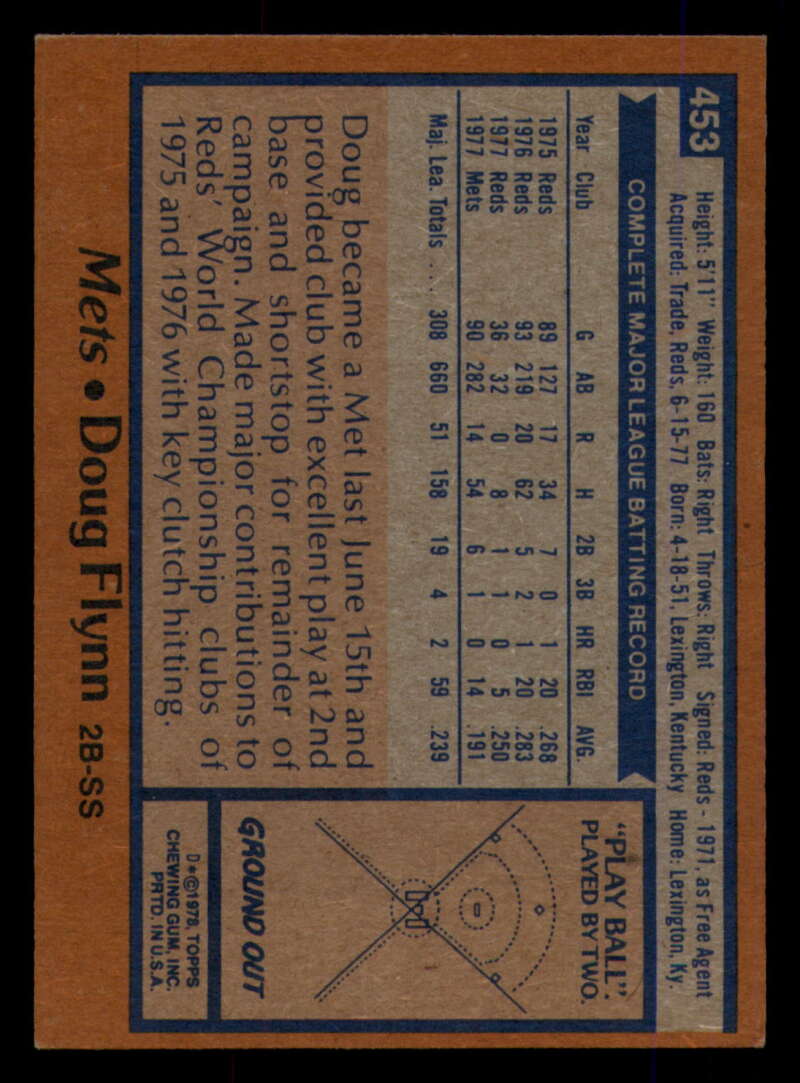 453
Height: 5'11" Weight: 160 Bats: Right Throws: Right Signed: Reds - 1971, as Free Agent
Acquired: Trade, Reds, 6-15-77 Born: 4-18-51, Lexington, Kentucky Home: Lexington, Ky.
COMPLETE MAJOR LEAGUE BATTING RECORD
Year Club G AB R H 2B 3B HR RBI AVG.
1975 Reds 89 127 17 34 7 0 1 20 .268
1976 Reds 93 219 20 62 5 2 1 20 .283
1977 Reds 36 32 0 8 1 1 0 5 .250
1977 Mets 90 282 14 54 6 1 0 14 .191
Maj. Lea. Totals ... 308 660 51 158 19 4 2 59 .239
Doug became a Met last June 15th and
provided club with excellent play at 2nd
base and shortstop for remainder of
campaign. Made major contributions to
Reds' World Championship clubs of
1975 and 1976 with key clutch hitting.
"PLAY BALL".
PLAYED BY TWO.
GROUND OUT
D*©1978, TOPPS
CHEWING GUM, INC.
PRTD. IN U.S.A.
Mets • Doug Flynn 2B-SS